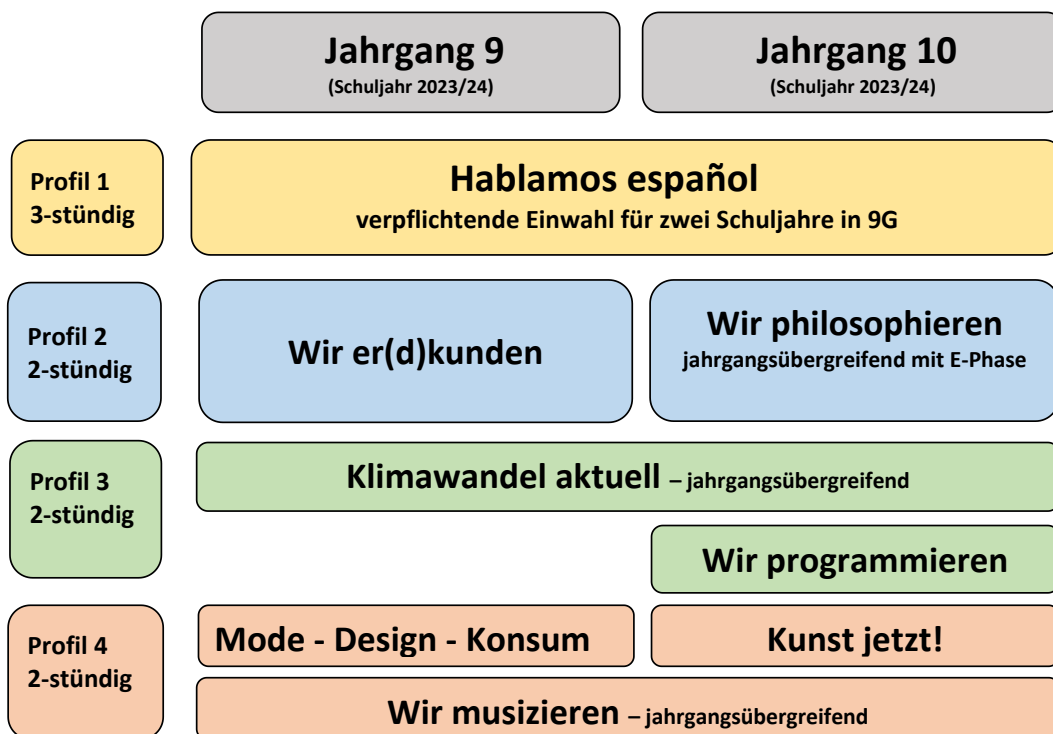 Jahrgang 9
(Schuljahr 2023/24)
Jahrgang 10
(Schuljahr 2023/24)
Profil 1
3-stündig
Hablamos español
verpflichtende Einwahl für zwei Schuljahre in 9G
Profil 2
2-stündig
Wir er(d)kunden
Wir philosophieren
jahrgangsübergreifend mit E-Phase
Profil 3
2-stündig
Klimawandel aktuell – jahrgangsübergreifend
Wir programmieren
Profil 4
2-stündig
Mode - Design - Konsum
Kunst jetzt!
Wir musizieren – jahrgangsübergreifend